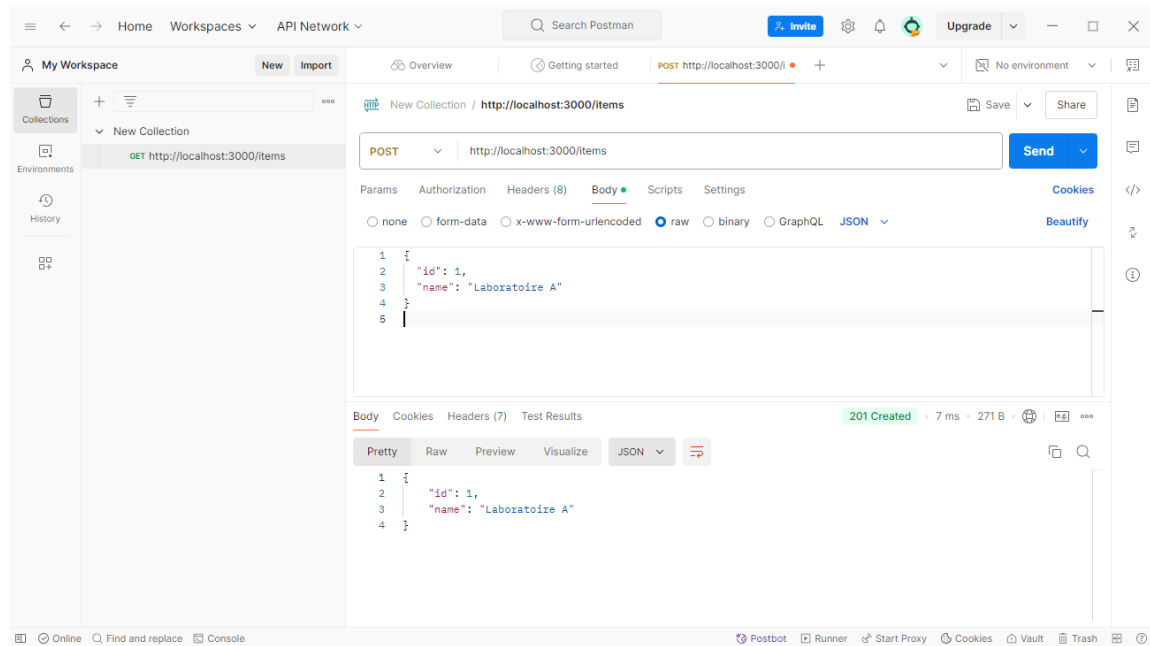 Home Workspaces API Network Search Postman Invite Upgrade
My Workspace New Import Overview Getting started POST http://localhost:3000/i No environment
Collections
New Collection
GET http://localhost:3000/items
Environments
History
New Collection / http://localhost:3000/items Save Share
POST http://localhost:3000/items Send
Params Authorization Headers (8) Body Scripts Settings Cookies
none form-data x-www-form-urlencoded raw binary GraphQL JSON Beautify
1 {
2 "id": 1,
3 "name": "Laboratoire A"
4 }
5
Body Cookies Headers (7) Test Results 201 Created 7 ms 271 B
Pretty Raw Preview Visualize JSON
1 {
2 "id": 1,
3 "name": "Laboratoire A"
4 }
Online Find and replace Console Postbot Runner Start Proxy Cookies Vault Trash